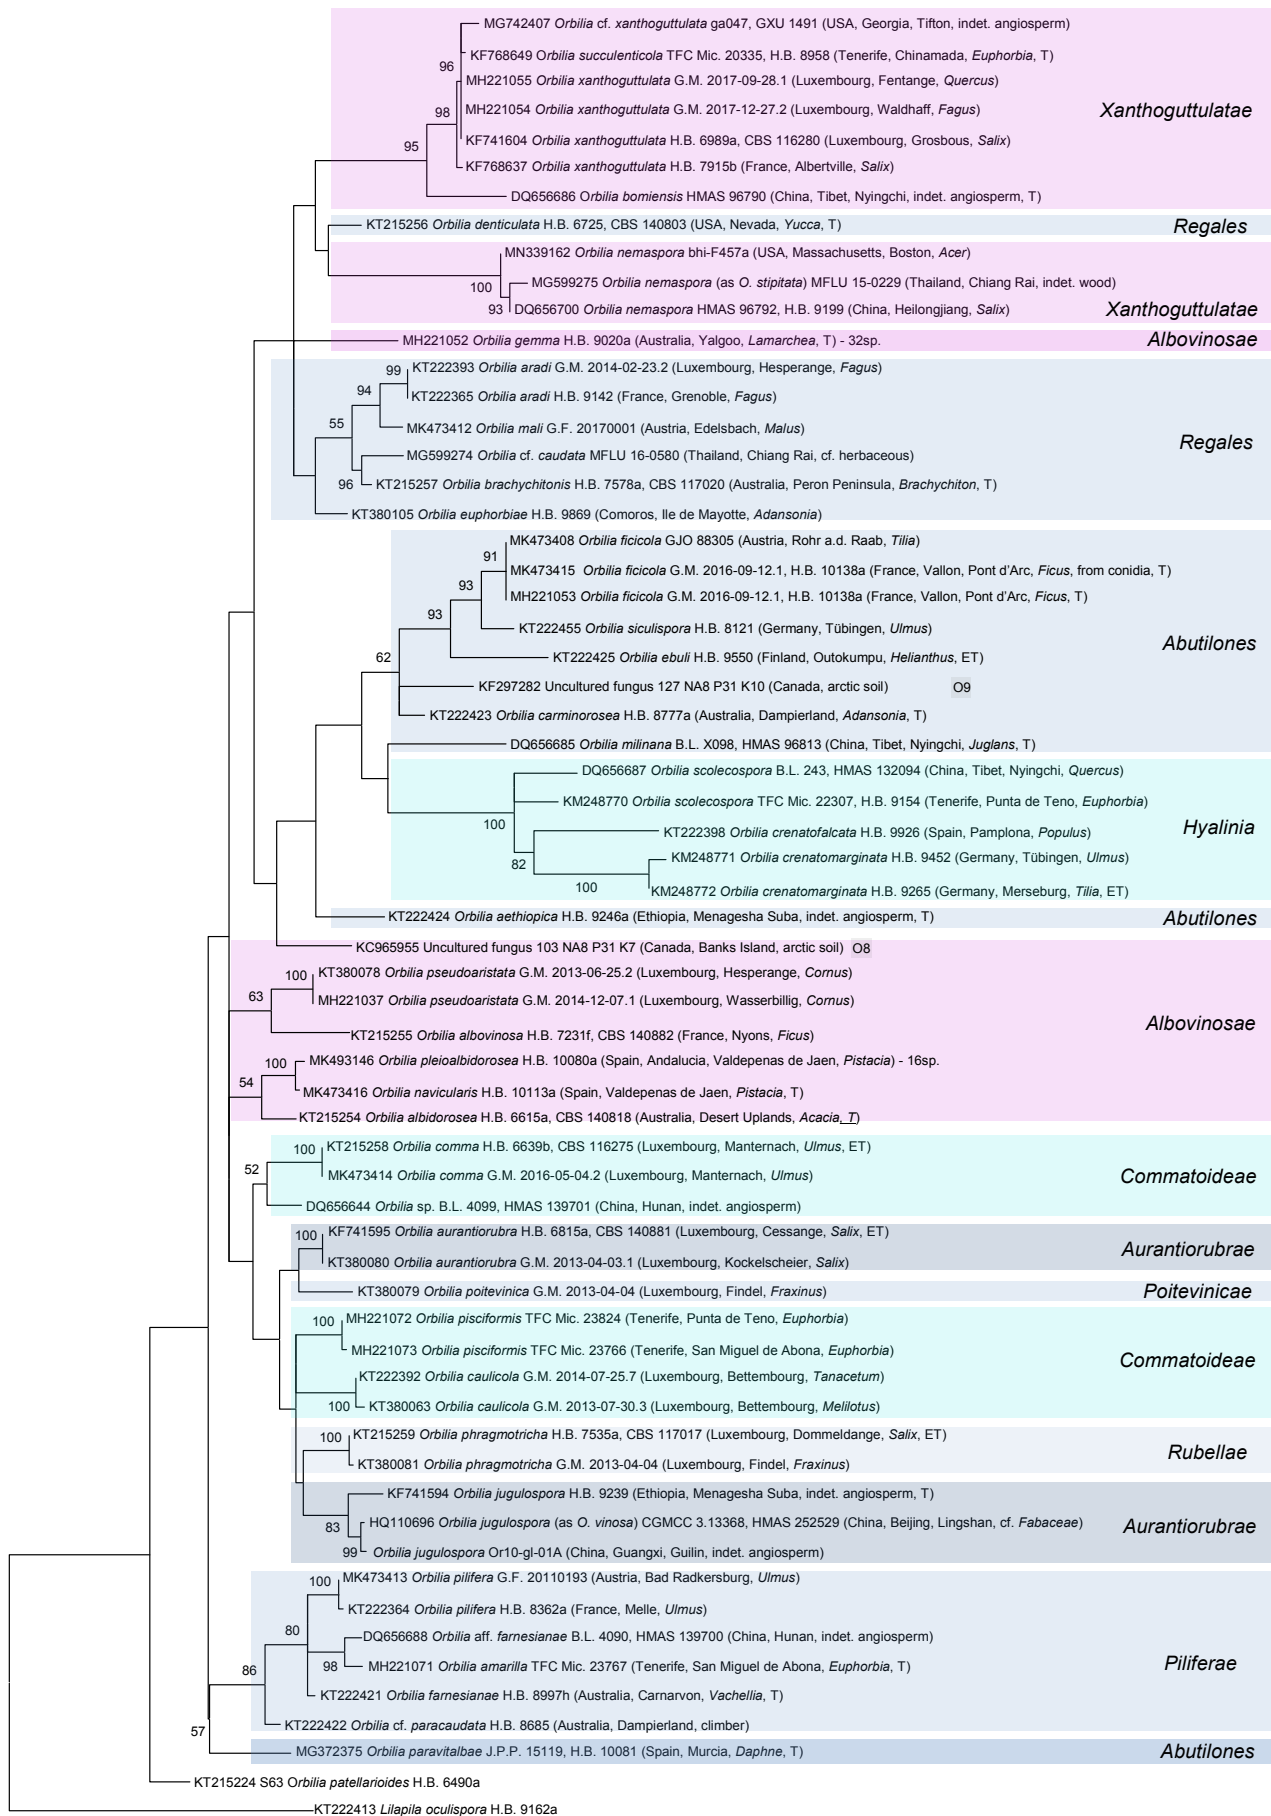 MG742407 Orbilia cf. xanthoguttulata ga047, GXU 1491 (USA, Georgia, Tifton, indet. angiosperm)
KF768649 Orbilia succulenticola TFC Mic. 20335, H.B. 8958 (Tenerife, Chinamada, Euphorbia, T)
96
MH221055 Orbilia xanthoguttulata G.M. 2017-09-28.1 (Luxembourg, Fentange, Quercus)
98
MH221054 Orbilia xanthoguttulata G.M. 2017-12-27.2 (Luxembourg, Waldhaff, Fagus)
Xanthoguttulatae
KF741604 Orbilia xanthoguttulata H.B. 6989a, CBS 116280 (Luxembourg, Grosbous, Salix)
95
KF768637 Orbilia xanthoguttulata H.B. 7915b (France, Albertville, Salix)
DQ656686 Orbilia bomiensis HMAS 96790 (China, Tibet, Nyingchi, indet. angiosperm, T)
KT215256 Orbilia denticulata H.B. 6725, CBS 140803 (USA, Nevada, Yucca, T)
Regales
MN339162 Orbilia nemaspora bhi-F457a (USA, Massachusetts, Boston, Acer)
MG599275 Orbilia nemaspora (as O. stipitata) MFLU 15-0229 (Thailand, Chiang Rai, indet. wood)
100
93 DQ656700 Orbilia nemaspora HMAS 96792, H.B. 9199 (China, Heilongjiang, Salix)
Xanthoguttulatae
MH221052 Orbilia gemma H.B. 9020a (Australia, Yalgoo, Lamarchea, T) - 32sp.
Albovinosae
99 KT222393 Orbilia aradi G.M. 2014-02-23.2 (Luxembourg, Hesperange, Fagus)
94
KT222365 Orbilia aradi H.B. 9142 (France, Grenoble, Fagus)
55
MK473412 Orbilia mali G.F. 20170001 (Austria, Edelsbach, Malus)
Regales
MG599274 Orbilia cf. caudata MFLU 16-0580 (Thailand, Chiang Rai, cf. herbaceous)
96 KT215257 Orbilia brachychitonis H.B. 7578a, CBS 117020 (Australia, Peron Peninsula, Brachychiton, T)
KT380105 Orbilia euphorbiae H.B. 9869 (Comoros, Ile de Mayotte, Adansonia)
MK473408 Orbilia ficicola GJO 88305 (Austria, Rohr a.d. Raab, Tilia)
91
MK473415 Orbilia ficicola G.M. 2016-09-12.1, H.B. 10138a (France, Vallon, Pont d'Arc, Ficus, from conidia, T)
93
MH221053 Orbilia ficicola G.M. 2016-09-12.1, H.B. 10138a (France, Vallon, Pont d'Arc, Ficus, T)
93
KT222455 Orbilia siculispora H.B. 8121 (Germany, Tübingen, Ulmus)
Abutilones
62
KT222425 Orbilia ebuli H.B. 9550 (Finland, Outokumpu, Helianthus, ET)
KF297282 Uncultured fungus 127 NA8 P31 K10 (Canada, arctic soil) O9
KT222423 Orbilia carminorosea H.B. 8777a (Australia, Dampierland, Adansonia, T)
DQ656685 Orbilia milinana B.L. X098, HMAS 96813 (China, Tibet, Nyingchi, Juglans, T)
DQ656687 Orbilia scolecospora B.L. 243, HMAS 132094 (China, Tibet, Nyingchi, Quercus)
KM248770 Orbilia scolecospora TFC Mic. 22307, H.B. 9154 (Tenerife, Punta de Teno, Euphorbia)
100
KT222398 Orbilia crenatofalcata H.B. 9926 (Spain, Pamplona, Populus)
Hyalinia
82
KM248771 Orbilia crenatomarginata H.B. 9452 (Germany, Tübingen, Ulmus)
100
KM248772 Orbilia crenatomarginata H.B. 9265 (Germany, Merseburg, Tilia, ET)
KT222424 Orbilia aethiopica H.B. 9246a (Ethiopia, Menagesha Suba, indet. angiosperm, T)
Abutilones
KC965955 Uncultured fungus 103 NA8 P31 K7 (Canada, Banks Island, arctic soil) O8
100 KT380078 Orbilia pseudoaristata G.M. 2013-06-25.2 (Luxembourg, Hesperange, Cornus)
63
MH221037 Orbilia pseudoaristata G.M. 2014-12-07.1 (Luxembourg, Wasserbillig, Cornus)
Albovinosae
KT215255 Orbilia albovinosa H.B. 7231f, CBS 140882 (France, Nyons, Ficus)
100 MK493146 Orbilia pleioalbidorosea H.B. 10080a (Spain, Andalucia, Valdepenas de Jaen, Pistacia) - 16sp.
54
MK473416 Orbilia navicularis H.B. 10113a (Spain, Valdepenas de Jaen, Pistacia, T)
KT215254 Orbilia albidorosea H.B. 6615a, CBS 140818 (Australia, Desert Uplands, Acacia, T)
100 KT215258 Orbilia comma H.B. 6639b, CBS 116275 (Luxembourg, Manternach, Ulmus, ET)
52
MK473414 Orbilia comma G.M. 2016-05-04.2 (Luxembourg, Manternach, Ulmus)
Commatoideae
DQ656644 Orbilia sp. B.L. 4099, HMAS 139701 (China, Hunan, indet. angiosperm)
100 KF741595 Orbilia aurantiorubra H.B. 6815a, CBS 140881 (Luxembourg, Cessange, Salix, ET)
Aurantiorubrae
KT380080 Orbilia aurantiorubra G.M. 2013-04-03.1 (Luxembourg, Kockelscheier, Salix)
KT380079 Orbilia poitevinica G.M. 2013-04-04 (Luxembourg, Findel, Fraxinus)
Poitevinicae
100 MH221072 Orbilia pisciformis TFC Mic. 23824 (Tenerife, Punta de Teno, Euphorbia)
MH221073 Orbilia pisciformis TFC Mic. 23766 (Tenerife, San Miguel de Abona, Euphorbia)
Commatoideae
KT222392 Orbilia caulicola G.M. 2014-07-25.7 (Luxembourg, Bettembourg, Tanacetum)
100 KT380063 Orbilia caulicola G.M. 2013-07-30.3 (Luxembourg, Bettembourg, Melilotus)
100 KT215259 Orbilia phragmotricha H.B. 7535a, CBS 117017 (Luxembourg, Dommeldange, Salix, ET)
Rubellae
KT380081 Orbilia phragmotricha G.M. 2013-04-04 (Luxembourg, Findel, Fraxinus)
KF741594 Orbilia jugulospora H.B. 9239 (Ethiopia, Menagesha Suba, indet. angiosperm, T)
83 HQ110696 Orbilia jugulospora (as O. vinosa) CGMCC 3.13368, HMAS 252529 (China, Beijing, Lingshan, cf. Fabaceae)
Aurantiorubrae
99 Orbilia jugulospora Or10-gl-01A (China, Guangxi, Guilin, indet. angiosperm)
100 MK473413 Orbilia pilifera G.F. 20110193 (Austria, Bad Radkersburg, Ulmus)
KT222364 Orbilia pilifera H.B. 8362a (France, Melle, Ulmus)
80
DQ656688 Orbilia aff. farnesianae B.L. 4090, HMAS 139700 (China, Hunan, indet. angiosperm)
Piliferae
86 98 MH221071 Orbilia amarilla TFC Mic. 23767 (Tenerife, San Miguel de Abona, Euphorbia, T)
KT222421 Orbilia farnesianae H.B. 8997h (Australia, Carnarvon, Vachellia, T)
KT222422 Orbilia cf. paracaudata H.B. 8685 (Australia, Dampierland, climber)
57
MG372375 Orbilia paravitalbae J.P.P. 15119, H.B. 10081 (Spain, Murcia, Daphne, T)
Abutilones
KT215224 S63 Orbilia patellarioides H.B. 6490a
KT222413 Lilapila oculispora H.B. 9162a